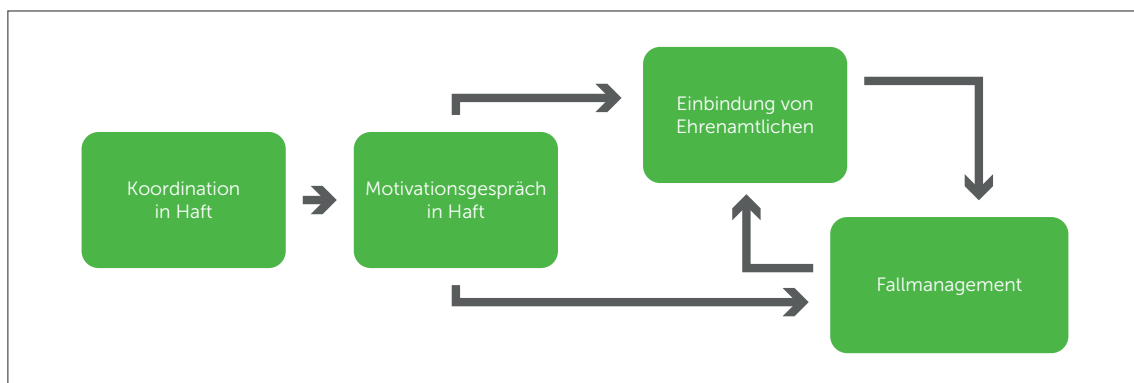 Koordination
in Haft
Motivationsgespräch
in Haft
Einbindung von
Ehrenamtlichen
Fallmanagement